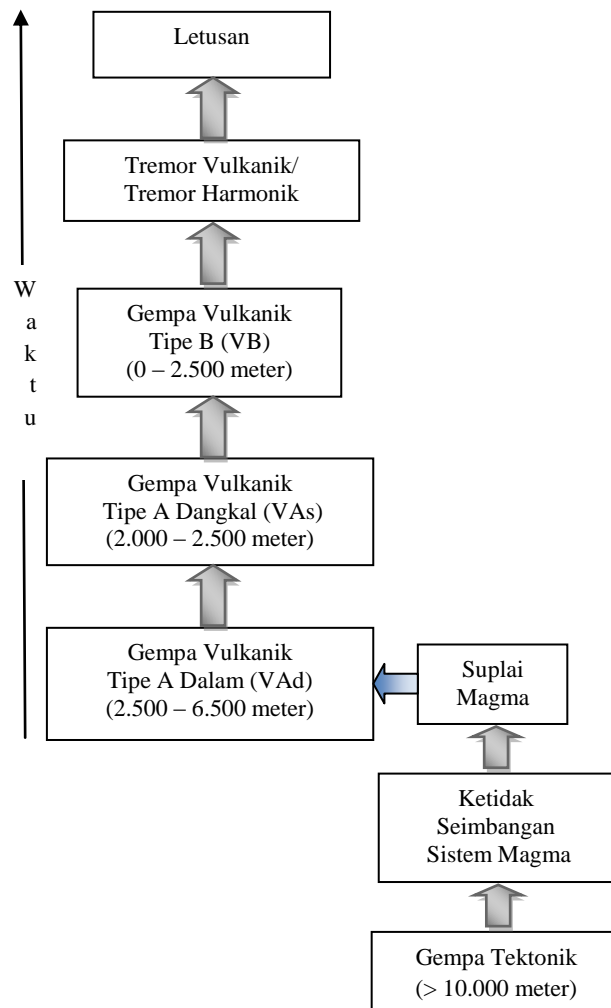 Letusan
Tremor Vulkanik/
Tremor Harmonik
W
a
k
t
u
Gempa Vulkanik
Tipe B (VB)
(0 – 2.500 meter)
Gempa Vulkanik
Tipe A Dangkal (VAs)
(2.000 – 2.500 meter)
Gempa Vulkanik
Tipe A Dalam (VAd)
(2.500 – 6.500 meter)
Suplai
Magma
Ketidak
Seimbangan
Sistem Magma
Gempa Tektonik
(> 10.000 meter)